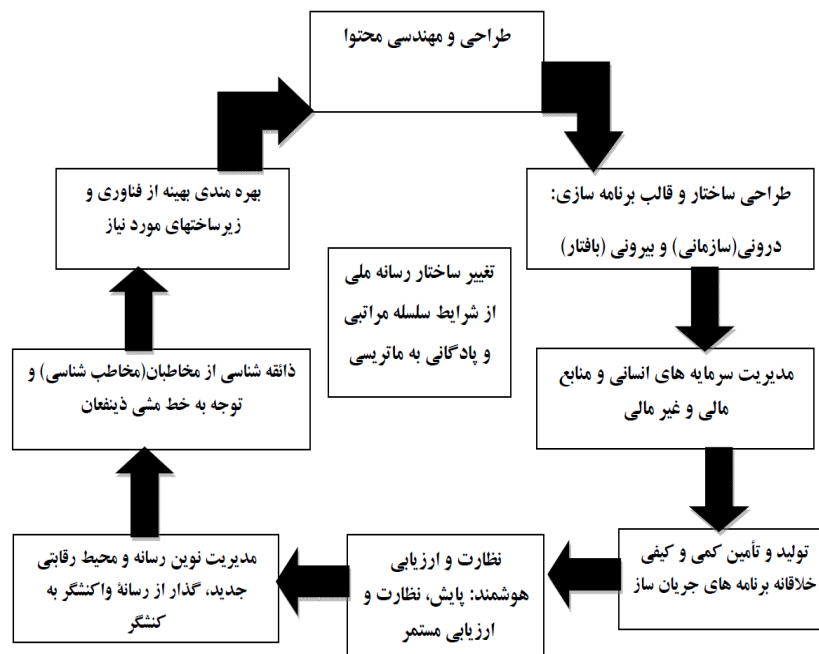 طراحی و مهندسی محتوا
طراحی ساختار و قالب برنامه سازی:
درونی(سازمانی) و بیرونی (بافتار)
مدیریت سرمایه های انسانی و منابع
مالی و غیر مالی
تولید و تأمین کمی و کیفی
خلاقانه برنامه های جریان ساز
نظارت و ارزیابی
هوشمند: پایش، نظارت و
ارزیابی مستمر
مدیریت نوین رسانه و محیط رقابتی
جدید، گذار از رسانۀ واکنشگر به
کنشگر
ذائقه شناسی از مخاطبان(مخاطب شناسی) و
توجه به خط مشی ذینفعان
بهره مندی بهینه از فناوری و
زیرساختهای مورد نیاز
تغییر ساختار رسانه ملی
از شرایط سلسله مراتبی
و پادگانی به ماتریسی